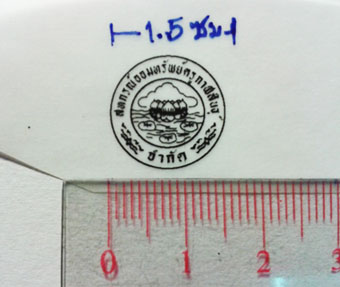 1.5 ซม
สหกรณ์ออมทรัพย์ครูกาฬสินธุ์
จำกัด
0 1 2 3